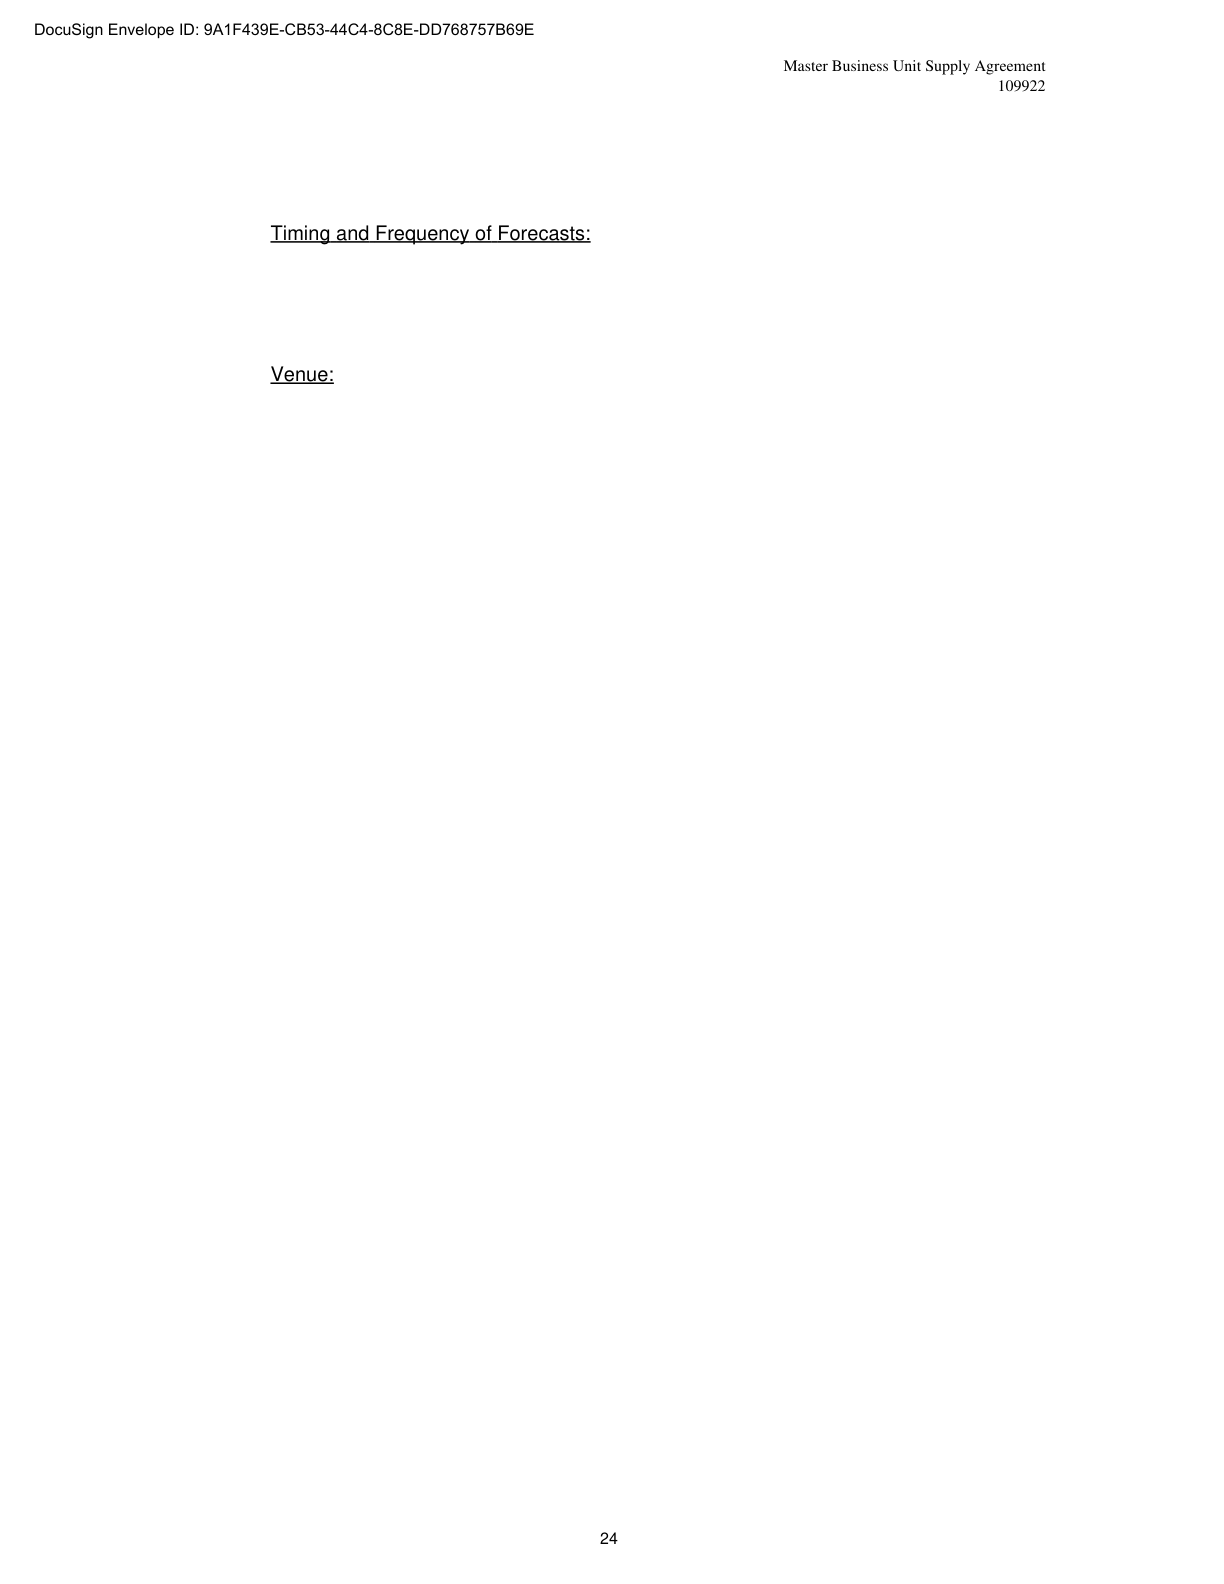 DocuSign Envelope ID: 9A1F439E-CB53-44C4-8C8E-DD768757B69E
Master Business Unit Supply Agreement
109922
Timing and Frequency of Forecasts:
Venue:
24